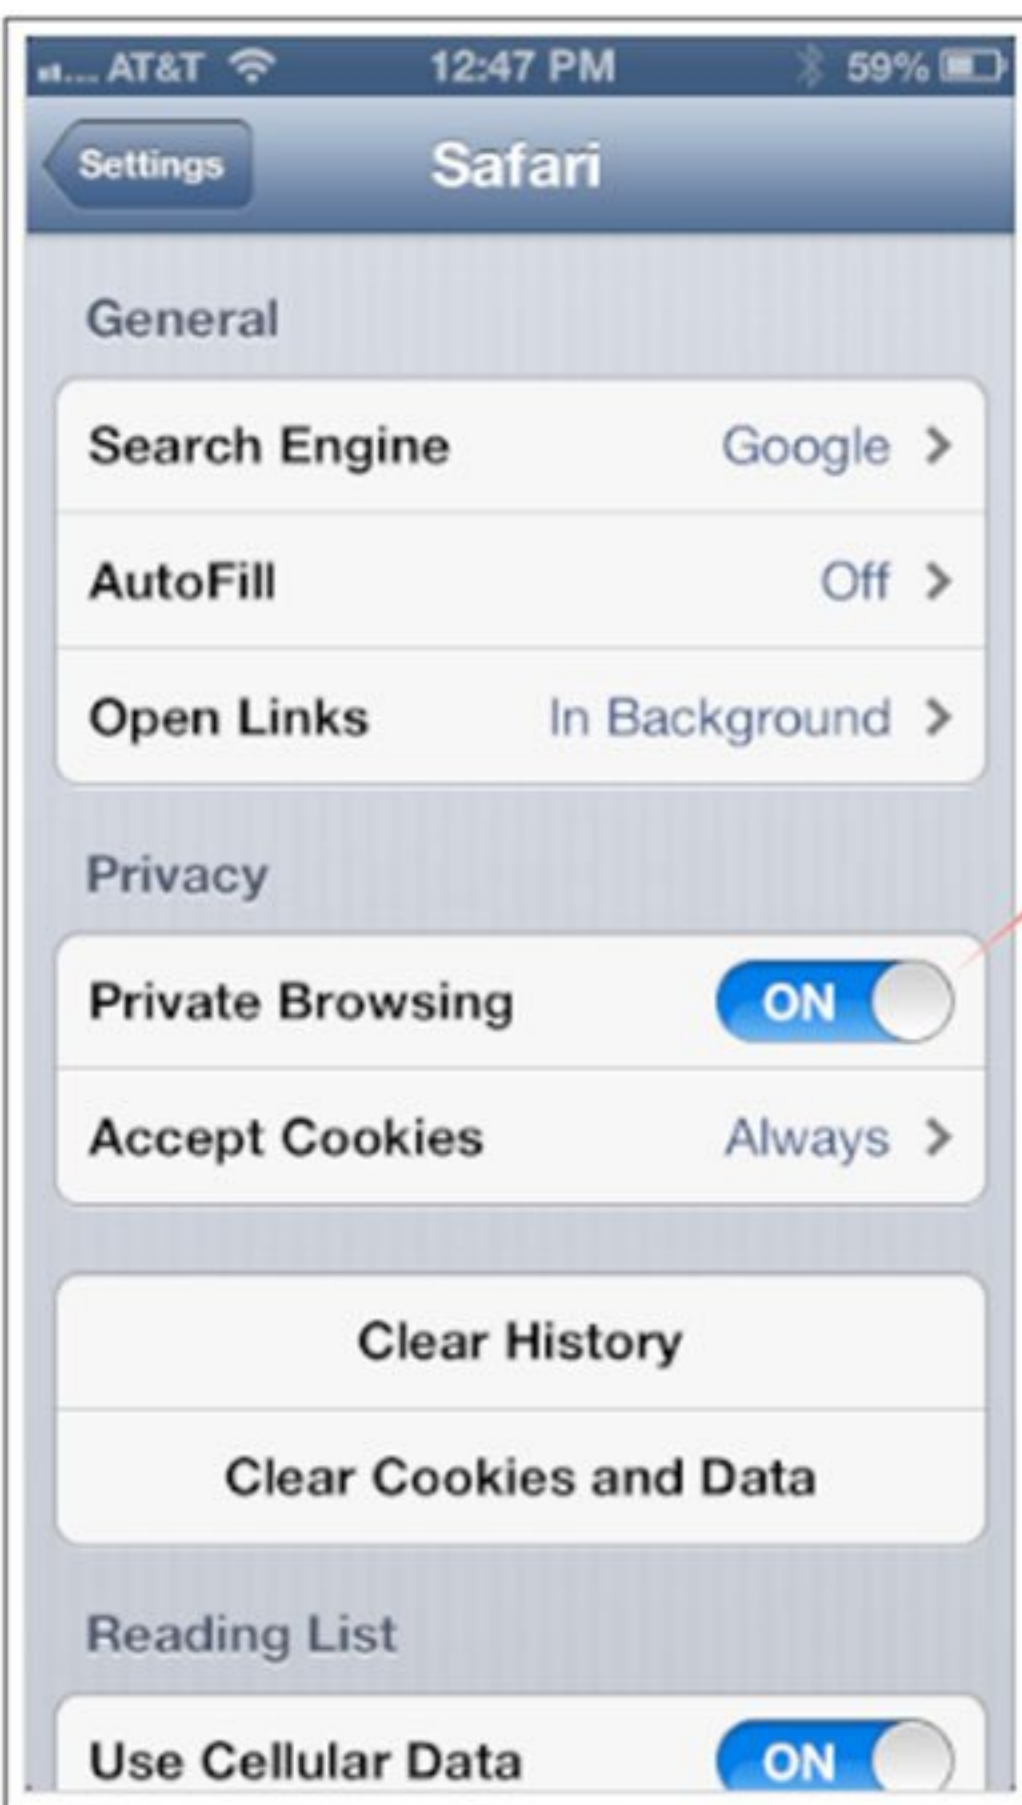 AT&T 12:47 PM 59%
Settings Safari
General
Search Engine Google
AutoFill Off
Open Links In Background
Privacy
Private Browsing ON
Accept Cookies Always
Clear History
Clear Cookies and Data
Reading List
Use Cellular Data ON